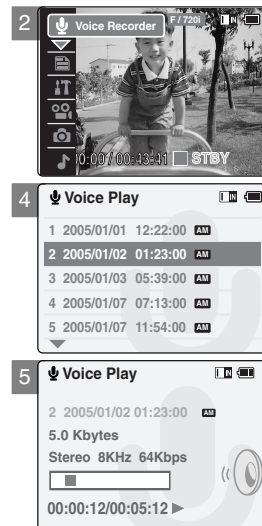 2
Voice Recorder F / 720i IN
00:00 / 00:43:41 STBY
4
Voice Play IN
1 2005/01/01 12:22:00 AM
2 2005/01/02 01:23:00 AM
3 2005/01/03 05:39:00 AM
4 2005/01/07 07:13:00 AM
5 2005/01/07 11:54:00 AM
5
Voice Play IN
2 2005/01/02 01:23:00 AM
5.0 Kbytes
Stereo 8KHz 64Kbps
00:00:12/00:05:12